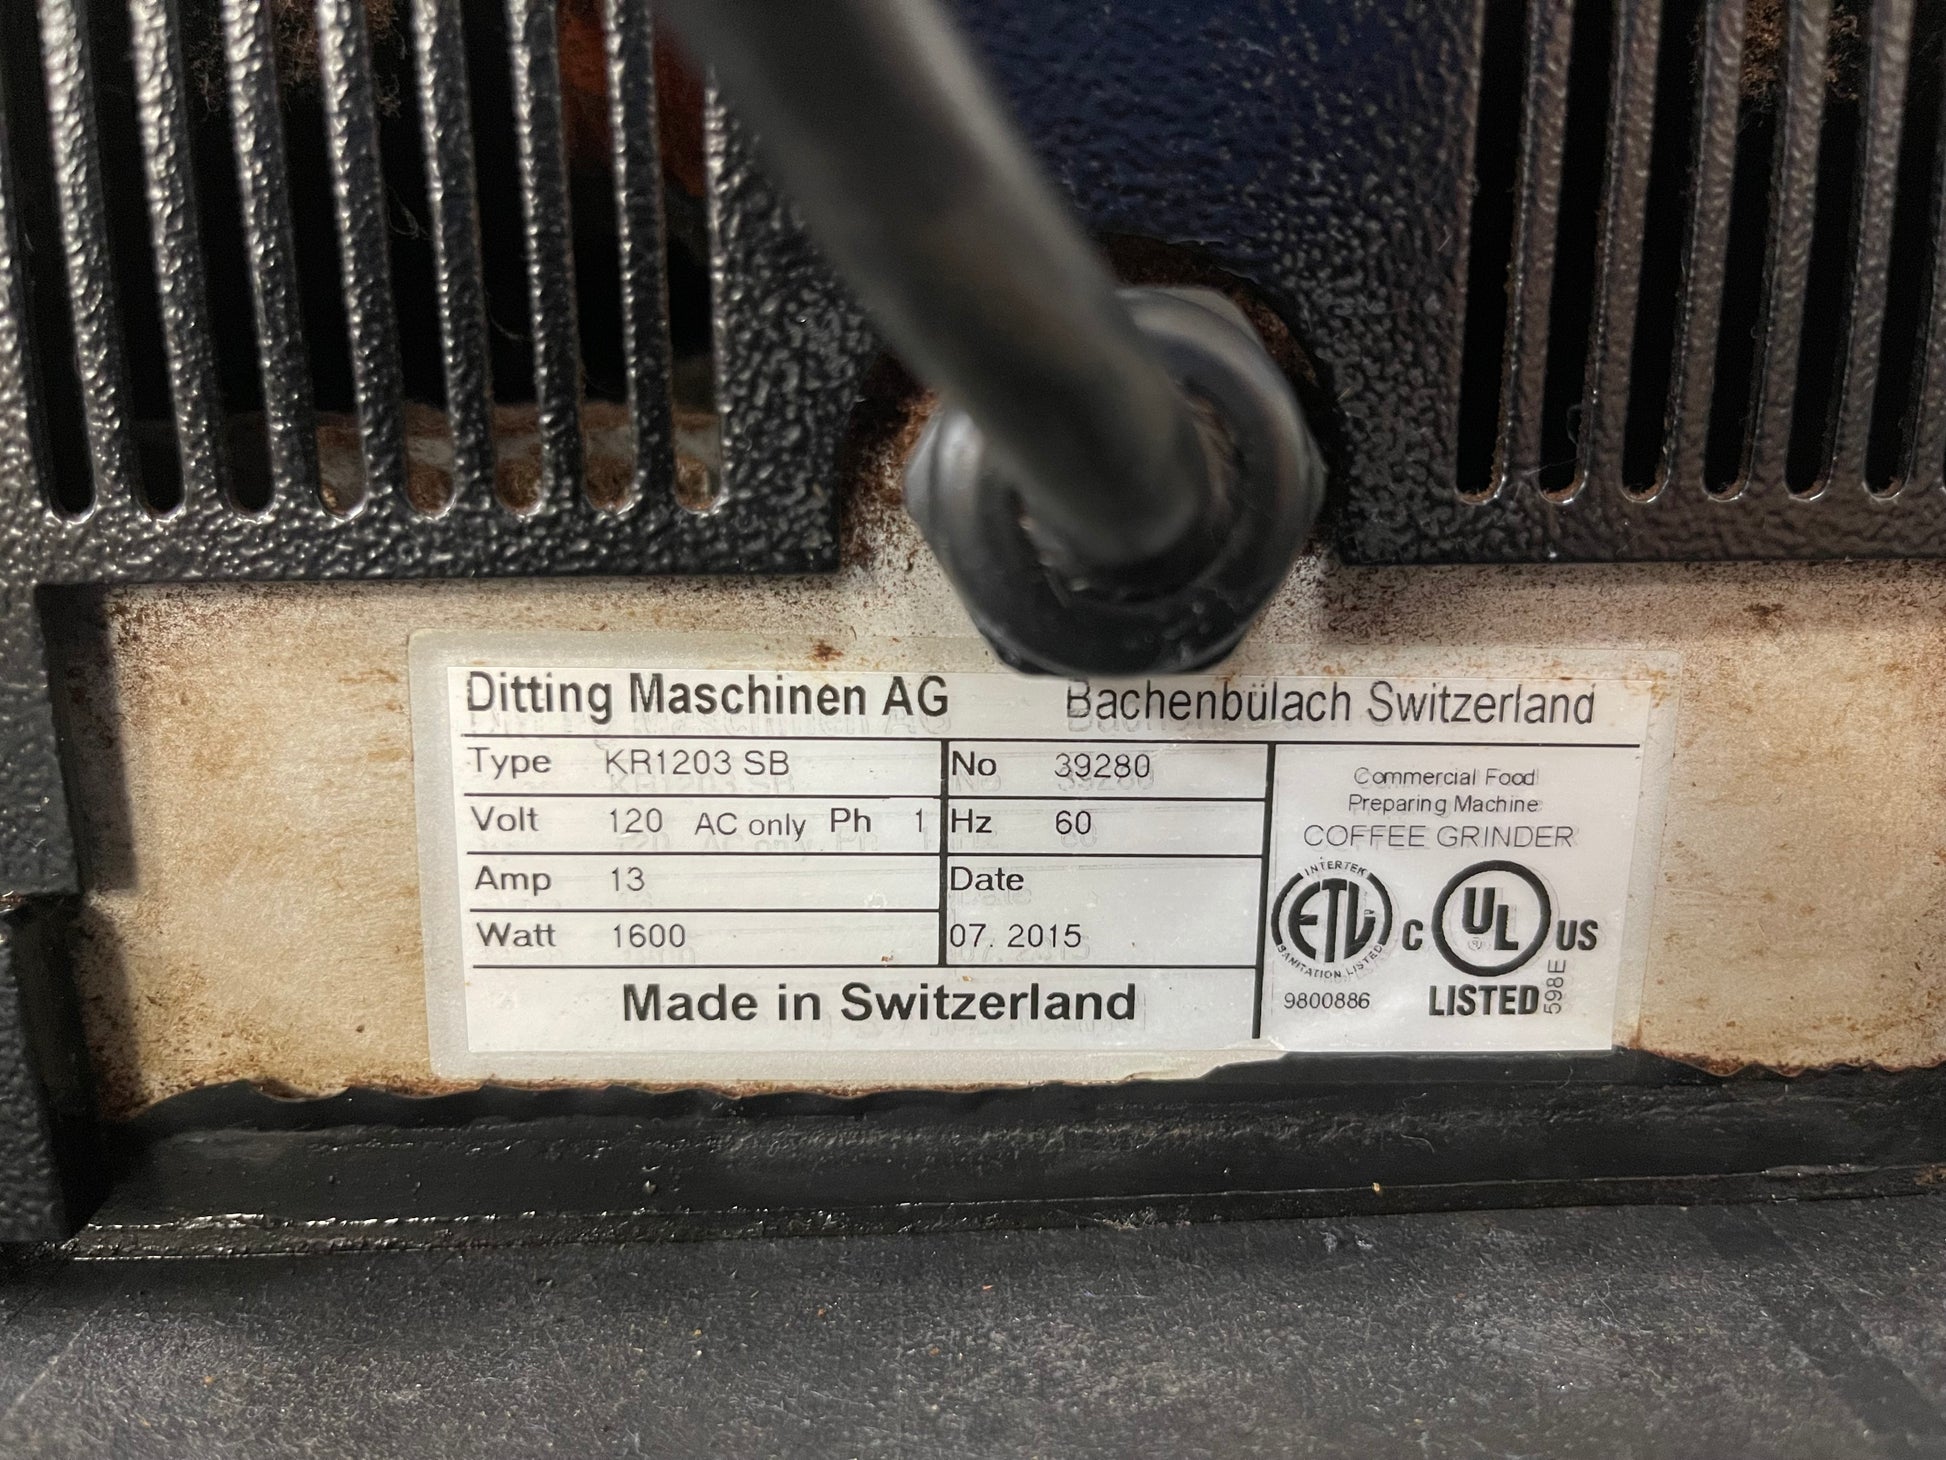 Ditting Maschinen AG Bachenbülach Switzerland
Type KR1203 SB No 39280
Volt 120 AC only Ph 1 Hz 60
Amp 13 Date
Watt 1600 07. 2015
Made in Switzerland
Commercial Food
Preparing Machine
COFFEE GRINDER
INTERTEK
ETL
SANITATION LISTED
9800886
C UL US
LISTED
598E